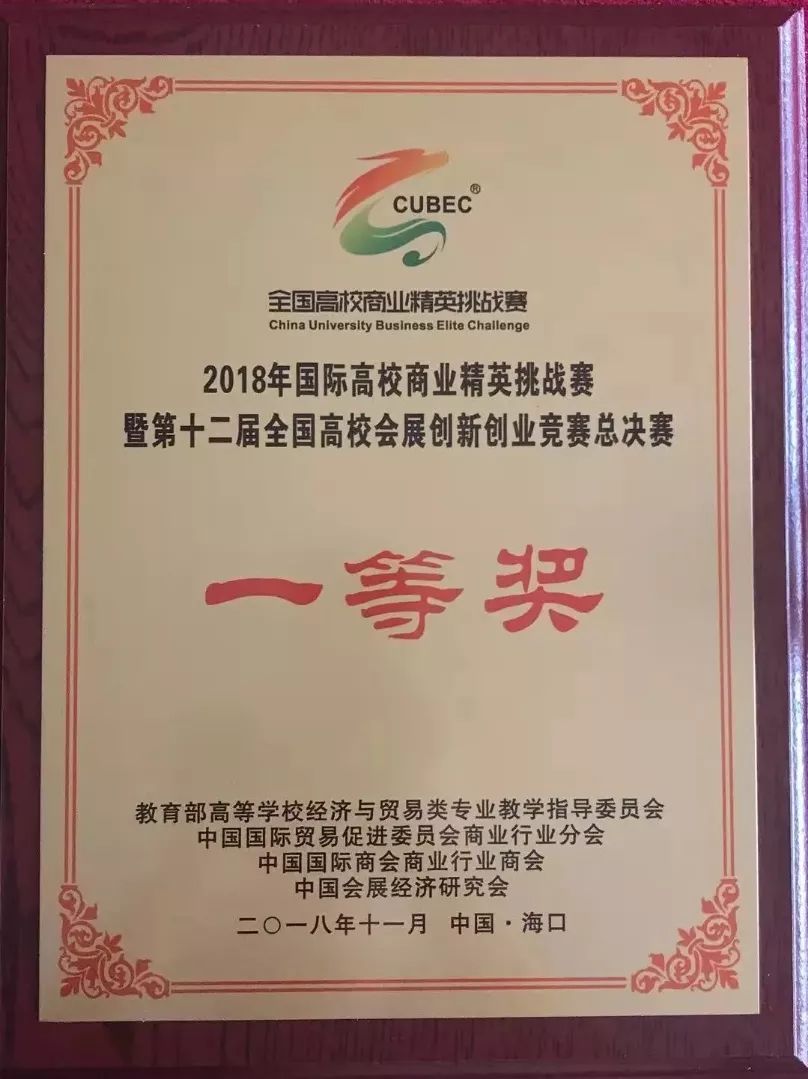 CUBEC®
全国高校商业精英挑战赛
China University Business Elite Challenge
2018年国际高校商业精英挑战赛
暨第十二届全国高校会展创新创业竞赛总决赛
一等奖
教育部高等学校经济与贸易类专业教学指导委员会
中国国际贸易促进委员会商业行业分会
中国国际商会商业行业商会
中国会展经济研究会
二〇一八年十一月 中国·海口